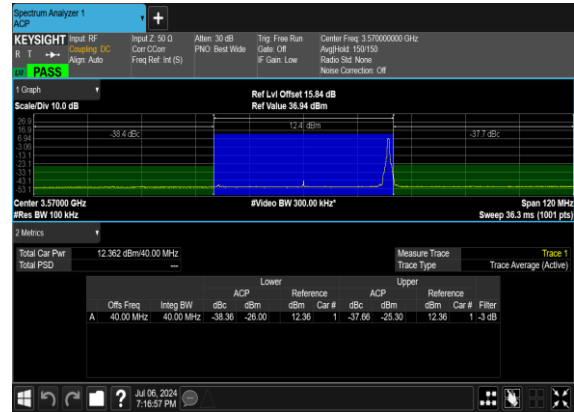 Spectrum Analyzer 1
ACP
+
KEYSIGHT Input: RF Input Z: 50 Ω Atten: 30 dB Trig: Free Run Center Freq: 3.570000000 GHz
R T Coupling: DC Corr CCorr PNO: Best Wide Gate: Off Avg|Hold: 150/150
Align: Auto Freq Ref: Int (S) IF Gain: Low Radio Std: None
PASS Noise Correction: Off
1 Graph Ref Lvl Offset 15.84 dB
Scale/Div 10.0 dB Ref Value 36.94 dBm
26.9
16.9 12.4 dBm
6.94 -38.4 dBc -37.7 dBc
-3.06
-13.1
-23.1
-33.1
-43.1
-53.1
Center 3.57000 GHz #Video BW 300.00 kHz* Span 120 MHz
#Res BW 100 kHz Sweep 36.3 ms (1001 pts)
2 Metrics
Total Car Pwr 12.362 dBm/40.00 MHz Measure Trace Trace 1
Total PSD --- Trace Type Trace Average (Active)
Lower Upper
ACP Reference ACP Reference
Offs Freq Integ BW dBc dBm dBm Car # dBc dBm dBm Car # Filter
A 40.00 MHz 40.00 MHz -38.36 -26.00 12.36 1 -37.66 -25.30 12.36 1 -3 dB
? Jul 06, 2024
7:16:57 PM